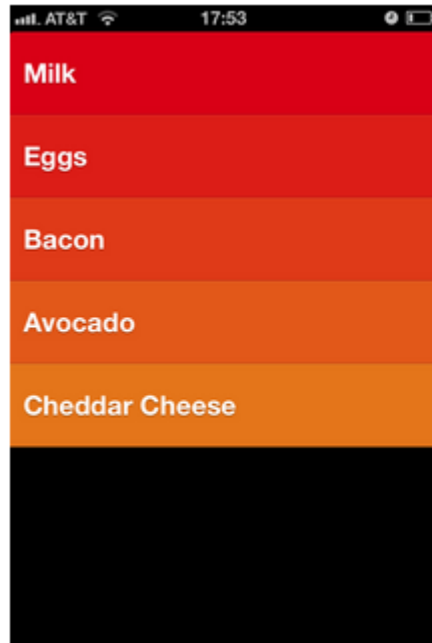 AT&T 17:53
Milk
Eggs
Bacon
Avocado
Cheddar Cheese